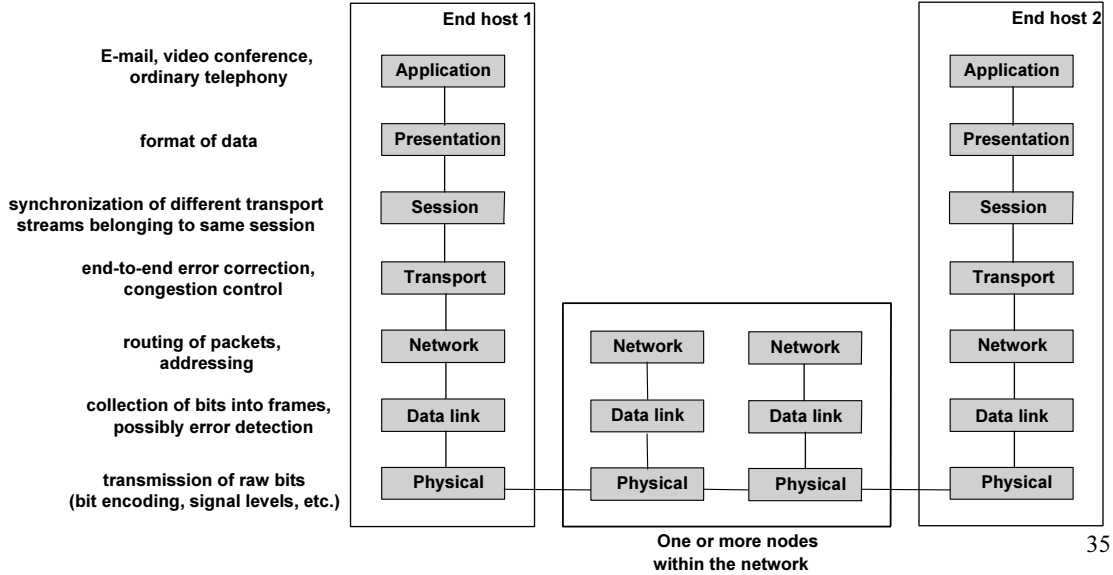 End host 1
End host 2
E-mail, video conference,
ordinary telephony
Application
Application
format of data
Presentation
Presentation
synchronization of different transport
streams belonging to same session
Session
Session
end-to-end error correction,
congestion control
Transport
Transport
routing of packets,
addressing
Network
Network
Network
Network
collection of bits into frames,
possibly error detection
Data link
Data link
Data link
Data link
transmission of raw bits
(bit encoding, signal levels, etc.)
Physical
Physical
Physical
Physical
One or more nodes
within the network
35